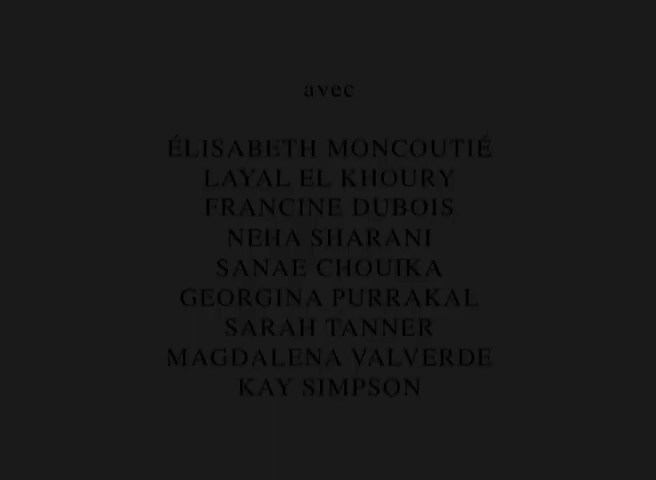 avec
ÉLISABETH MONCOUTIÉ
LAYAL EL KHOURY
FRANCINE DUBOIS
NEHA SHARANI
SANAE CHOUIKA
GEORGINA PURRAKAL
SARAH TANNER
MAGDALENA VALVERDE
KAY SIMPSON